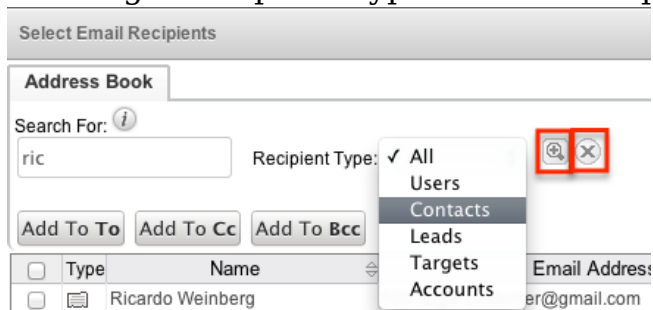 Select Email Recipients
Address Book
Search For: i
ric Recipient Type: ✓ All
Users
Contacts
Add To To Add To Cc Add To Bcc Leads
Targets
Type Name Email Address
Accounts
Ricardo Weinberg er@gmail.com